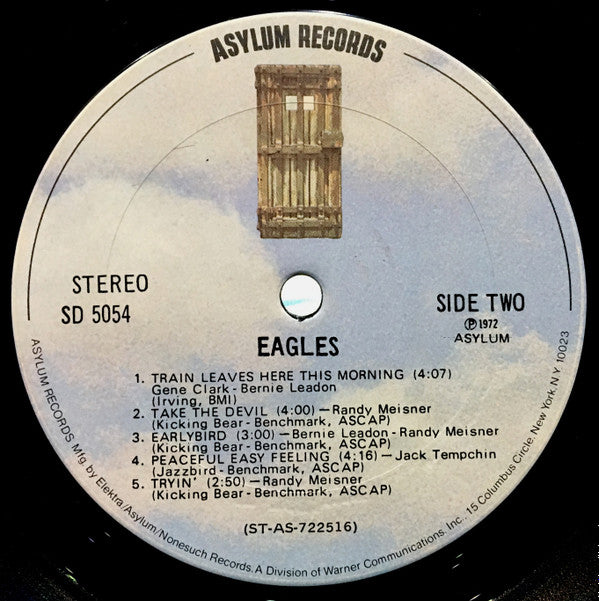 ASYLUM RECORDS
STEREO
SD 5054
SIDE TWO
℗ 1972
ASYLUM
EAGLES
1. TRAIN LEAVES HERE THIS MORNING (4:07)
Gene Clark - Bernie Leadon
(Irving, BMI)
2. TAKE THE DEVIL (4:00) — Randy Meisner
(Kicking Bear - Benchmark, ASCAP)
3. EARLYBIRD (3:00) — Bernie Leadon - Randy Meisner
(Kicking Bear - Benchmark, ASCAP)
4. PEACEFUL EASY FEELING (4:16) — Jack Tempchin
(Jazzbird - Benchmark, ASCAP)
5. TRYIN' (2:50) — Randy Meisner
(Kicking Bear - Benchmark, ASCAP)
(ST-AS-722516)
ASYLUM RECORDS Mfg. by Elektra/Asylum/Nonesuch Records. A Division of Warner Communications, Inc., 15 Columbus Circle, New York, N.Y. 10023